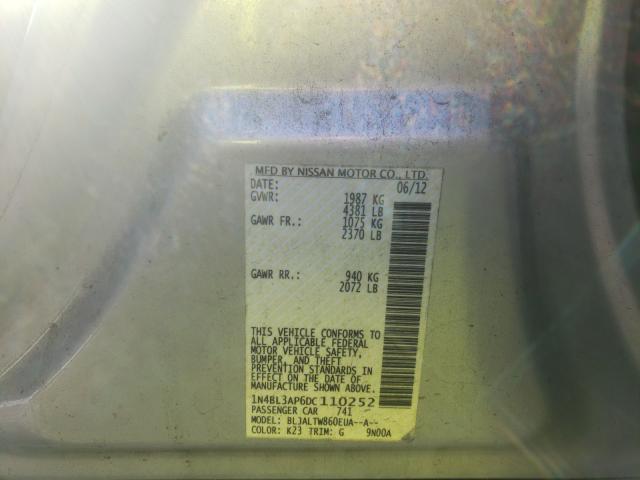 MFD BY NISSAN MOTOR CO., LTD.
DATE: 06/12
GVWR: 1987 KG
4381 LB
GAWR FR.: 1075 KG
2370 LB
GAWR RR.: 940 KG
2072 LB
THIS VEHICLE CONFORMS TO
ALL APPLICABLE FEDERAL
MOTOR VEHICLE SAFETY,
BUMPER, AND THEFT
PREVENTION STANDARDS IN
EFFECT ON THE DATE OF
MANUFACTURE SHOWN ABOVE.
1N4BL3AP6DC110252
PASSENGER CAR 741
MODEL: BLJALTW860EUA--A--
COLOR: K23 TRIM: G 9N00A